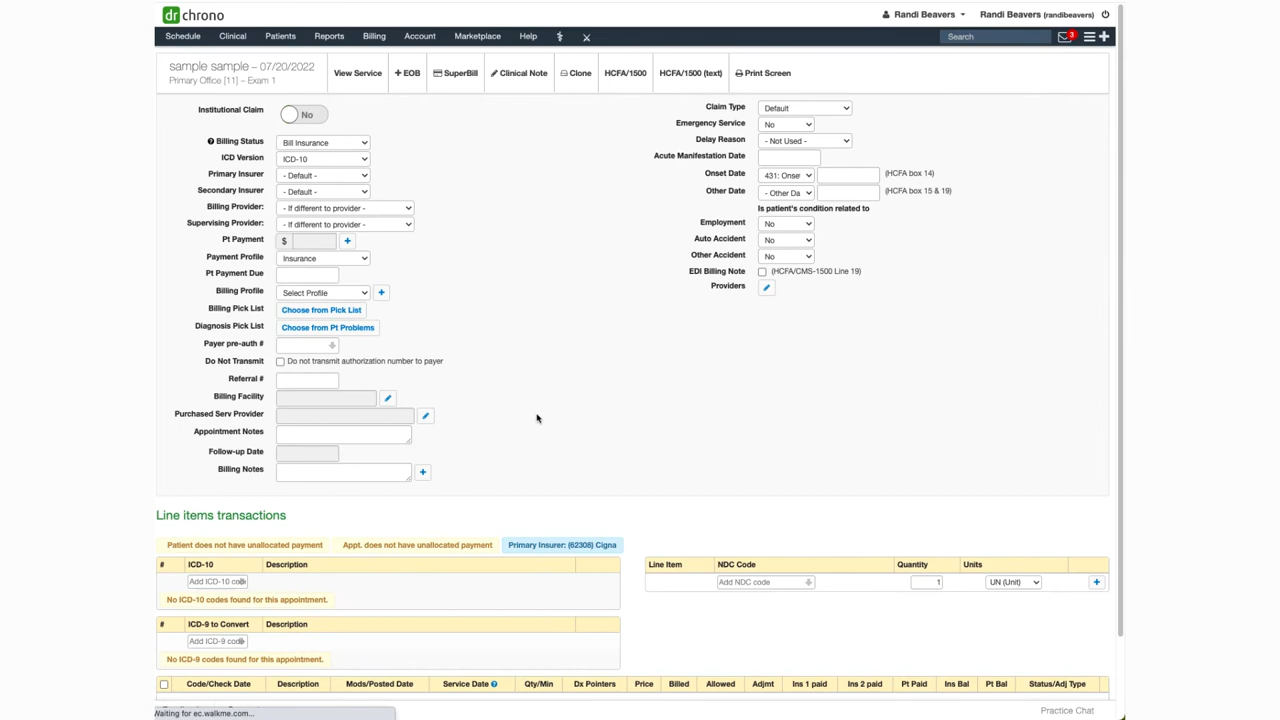 dr chrono
Randi Beavers
Randi Beavers (randibeavers)
Schedule Clinical Patients Reports Billing Account Marketplace Help
Search
3
sample sample – 07/20/2022
Primary Office [11] – Exam 1
View Service
+ EOB
SuperBill
Clinical Note
Clone
HCFA/1500
HCFA/1500 (text)
Print Screen
Institutional Claim No
Billing Status Bill Insurance
ICD Version ICD-10
Primary Insurer - Default -
Secondary Insurer - Default -
Billing Provider: - If different to provider -
Supervising Provider: - If different to provider -
Pt Payment $ +
Payment Profile Insurance
Pt Payment Due
Billing Profile Select Profile +
Billing Pick List Choose from Pick List
Diagnosis Pick List Choose from Pt Problems
Payer pre-auth #
Do Not Transmit Do not transmit authorization number to payer
Referral #
Billing Facility
Purchased Serv Provider
Appointment Notes
Follow-up Date
Billing Notes +
Claim Type Default
Emergency Service No
Delay Reason - Not Used -
Acute Manifestation Date
Onset Date 431: Onse (HCFA box 14)
Other Date - Other Da (HCFA box 15 & 19)
Is patient's condition related to
Employment No
Auto Accident No
Other Accident No
EDI Billing Note (HCFA/CMS-1500 Line 19)
Providers
Line items transactions
Patient does not have unallocated payment
Appt. does not have unallocated payment
Primary Insurer: (62308) Cigna
# ICD-10 Description
Add ICD-10 code
No ICD-10 codes found for this appointment.
# ICD-9 to Convert Description
Add ICD-9 code
No ICD-9 codes found for this appointment.
Line Item NDC Code Quantity Units
Add NDC code 1 UN (Unit) +
Code/Check Date Description Mods/Posted Date Service Date Qty/Min Dx Pointers Price Billed Allowed Adjmt Ins 1 paid Ins 2 paid Pt Paid Ins Bal Pt Bal Status/Adj Type
Waiting for ec.walkme.com...
Practice Chat